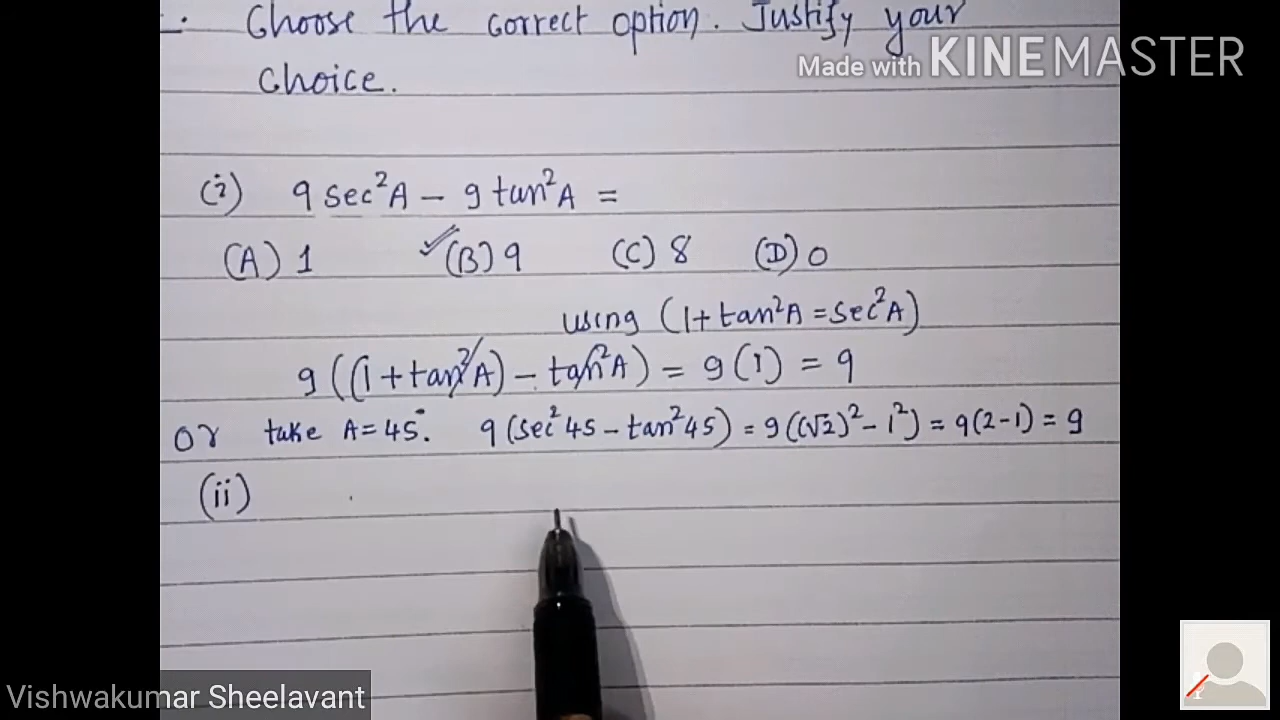 Choose the correct option. Justify your
Choice.
Made with KINEMASTER
(i) 9 sec²A − 9 tan²A =
(A) 1 ✓(B) 9 (C) 8 (D) 0
using (1+ tan²A = sec²A)
9 ((1 + tan²A) − tan²A) = 9 (1) = 9
or take A = 45°. 9 (sec²45 − tan²45) = 9((√2)² − 1²) = 9(2−1) = 9
(ii)
Vishwakumar Sheelavant